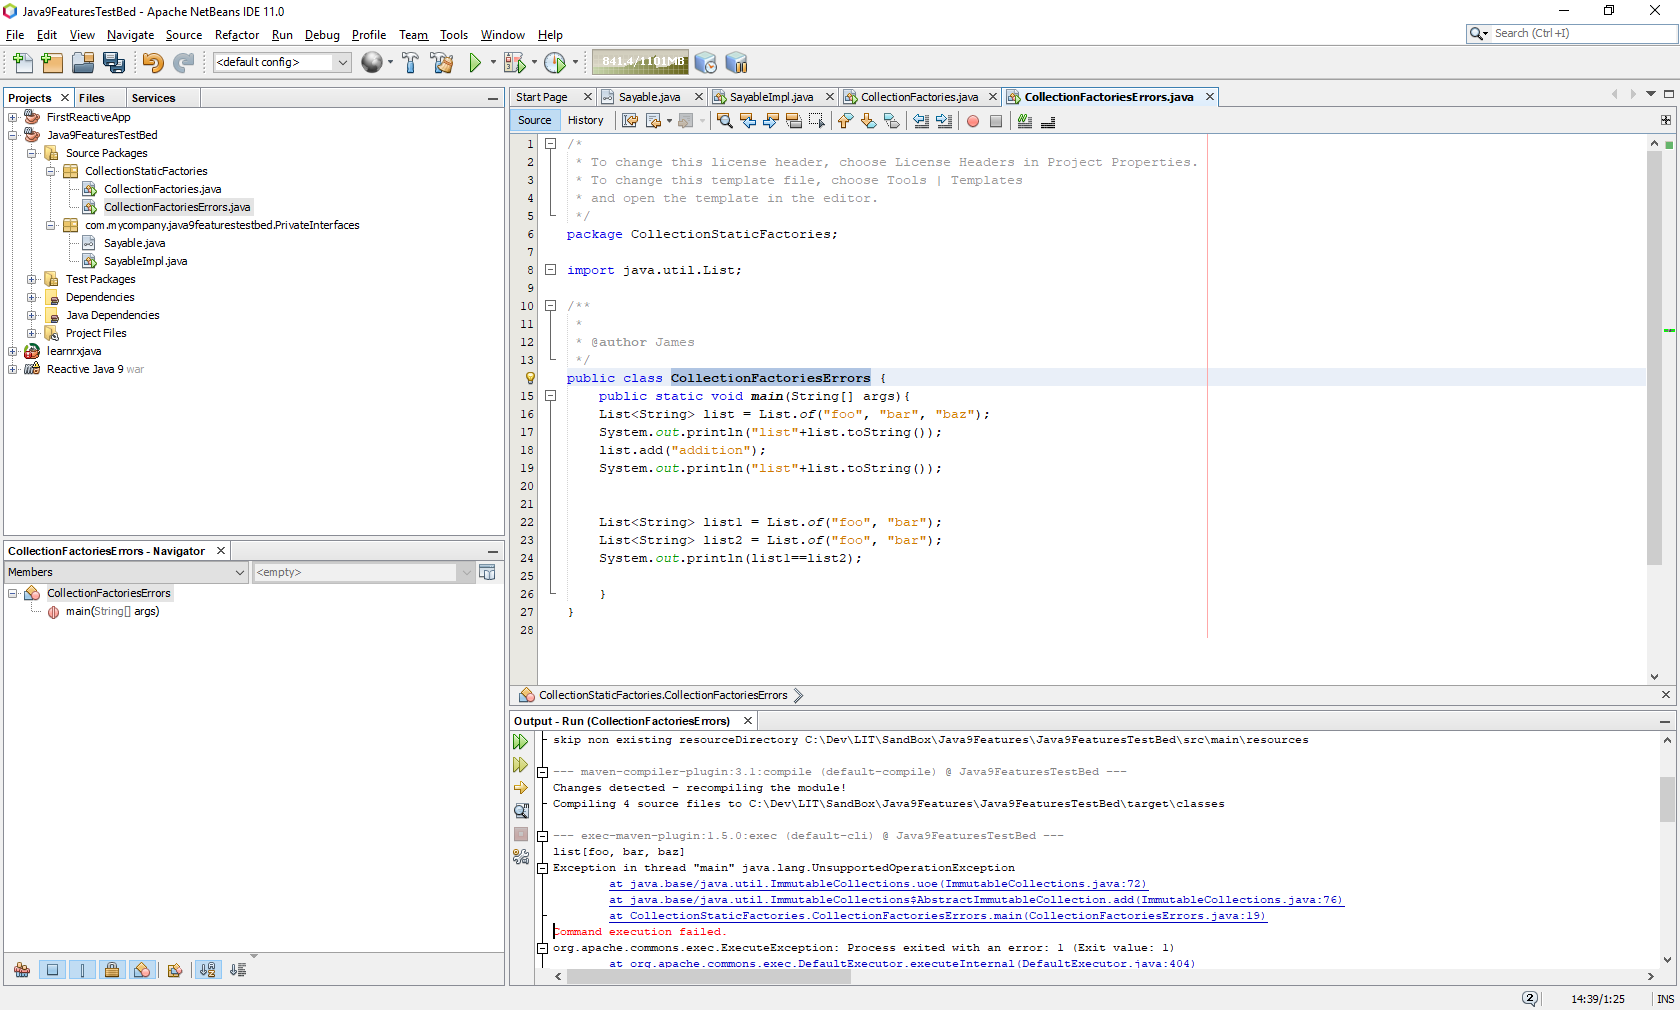 Java9FeaturesTestBed - Apache NetBeans IDE 11.0
File Edit View Navigate Source Refactor Run Debug Profile Team Tools Window Help
Search (Ctrl+I)
<default config>
841.4/1101MB
Projects Files Services
FirstReactiveApp
Java9FeaturesTestBed
Source Packages
CollectionStaticFactories
CollectionFactories.java
CollectionFactoriesErrors.java
com.mycompany.java9featurestestbed.PrivateInterfaces
Sayable.java
SayableImpl.java
Test Packages
Dependencies
Java Dependencies
Project Files
learnrxjava
Reactive Java 9 war
CollectionFactoriesErrors - Navigator
Members <empty>
CollectionFactoriesErrors
main(String[] args)
Start Page Sayable.java SayableImpl.java CollectionFactories.java CollectionFactoriesErrors.java
Source History
1 /*
2 * To change this license header, choose License Headers in Project Properties.
3 * To change this template file, choose Tools | Templates
4 * and open the template in the editor.
5 */
6 package CollectionStaticFactories;
7
8 import java.util.List;
9
10 /**
11 *
12 * @author James
13 */
public class CollectionFactoriesErrors {
15 public static void main(String[] args){
16 List<String> list = List.of("foo", "bar", "baz");
17 System.out.println("list"+list.toString());
18 list.add("addition");
19 System.out.println("list"+list.toString());
20
21
22 List<String> list1 = List.of("foo", "bar");
23 List<String> list2 = List.of("foo", "bar");
24 System.out.println(list1==list2);
25
26 }
27 }
28
CollectionStaticFactories.CollectionFactoriesErrors
Output - Run (CollectionFactoriesErrors)
skip non existing resourceDirectory C:\Dev\LIT\SandBox\Java9Features\Java9FeaturesTestBed\src\main\resources
--- maven-compiler-plugin:3.1:compile (default-compile) @ Java9FeaturesTestBed ---
Changes detected - recompiling the module!
Compiling 4 source files to C:\Dev\LIT\SandBox\Java9Features\Java9FeaturesTestBed\target\classes
--- exec-maven-plugin:1.5.0:exec (default-cli) @ Java9FeaturesTestBed ---
list[foo, bar, baz]
Exception in thread "main" java.lang.UnsupportedOperationException
at java.base/java.util.ImmutableCollections.uoe(ImmutableCollections.java:72)
at java.base/java.util.ImmutableCollections$AbstractImmutableCollection.add(ImmutableCollections.java:76)
at CollectionStaticFactories.CollectionFactoriesErrors.main(CollectionFactoriesErrors.java:19)
Command execution failed.
org.apache.commons.exec.ExecuteException: Process exited with an error: 1 (Exit value: 1)
at org.apache.commons.exec.DefaultExecutor.executeInternal(DefaultExecutor.java:404)
2 14:39/1:25 INS